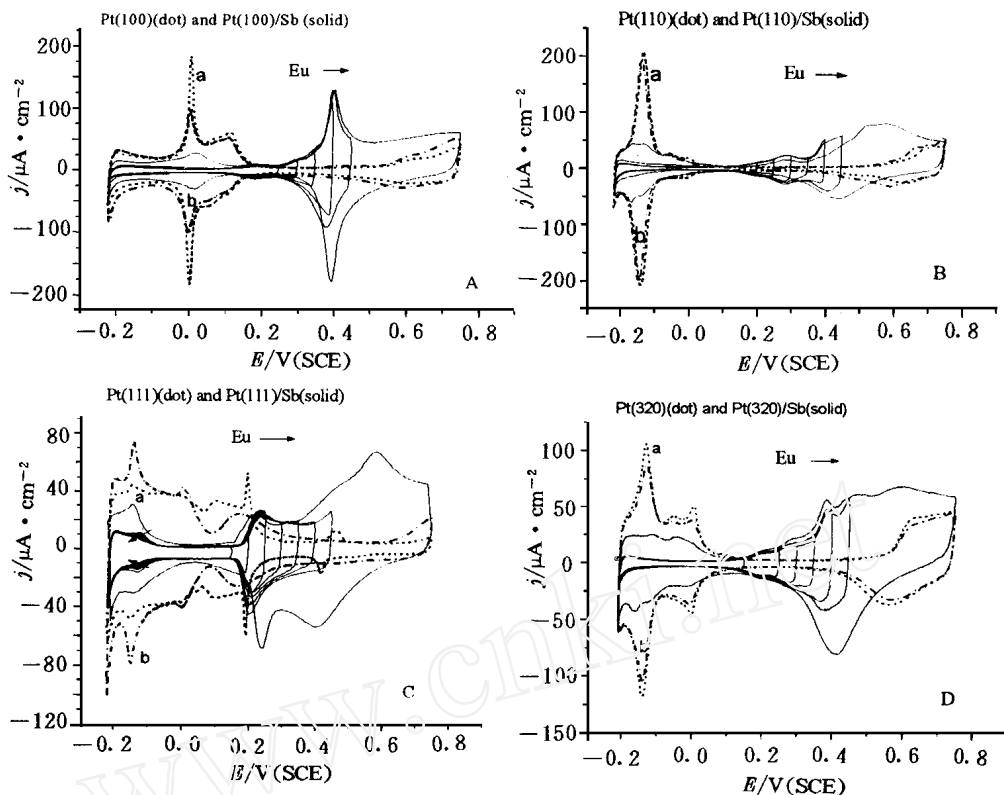 Pt(100)(dot) and Pt(100)/Sb (solid)
200
100
0
−100
−200
j/μA · cm⁻²
a
b
Eu
A
−0.2 0.0 0.2 0.4 0.6 0.8
E/V(SCE)
Pt(110)(dot) and Pt(110)/Sb(solid)
200
100
0
−100
−200
j/μA · cm⁻²
a
b
Eu
B
−0.2 0.0 0.2 0.4 0.6 0.8
E/V(SCE)
Pt(111)(dot) and Pt(111)/Sb(solid)
80
40
0
−40
−80
−120
j/μA · cm⁻²
a
b
Eu
C
−0.2 0.0 0.2 0.4 0.6 0.8
E/V(SCE)
Pt(320)(dot) and Pt(320)/Sb(solid)
100
50
0
−50
−100
−150
j/μA · cm⁻²
a
b
Eu
D
−0.2 0.0 0.2 0.4 0.6 0.8
E/V(SCE)
www.cnki.net